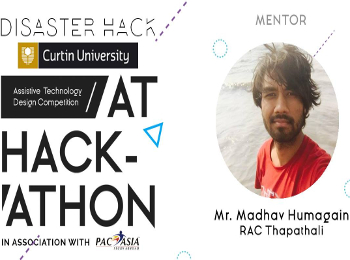 DISASTER HACK
Curtin University
Assistive Technology
Design Competition
/AT
HACK-
/ATHON
IN ASSOCIATION WITH PAC ASIA
MENTOR
Mr. Madhav Humagain
RAC Thapathali